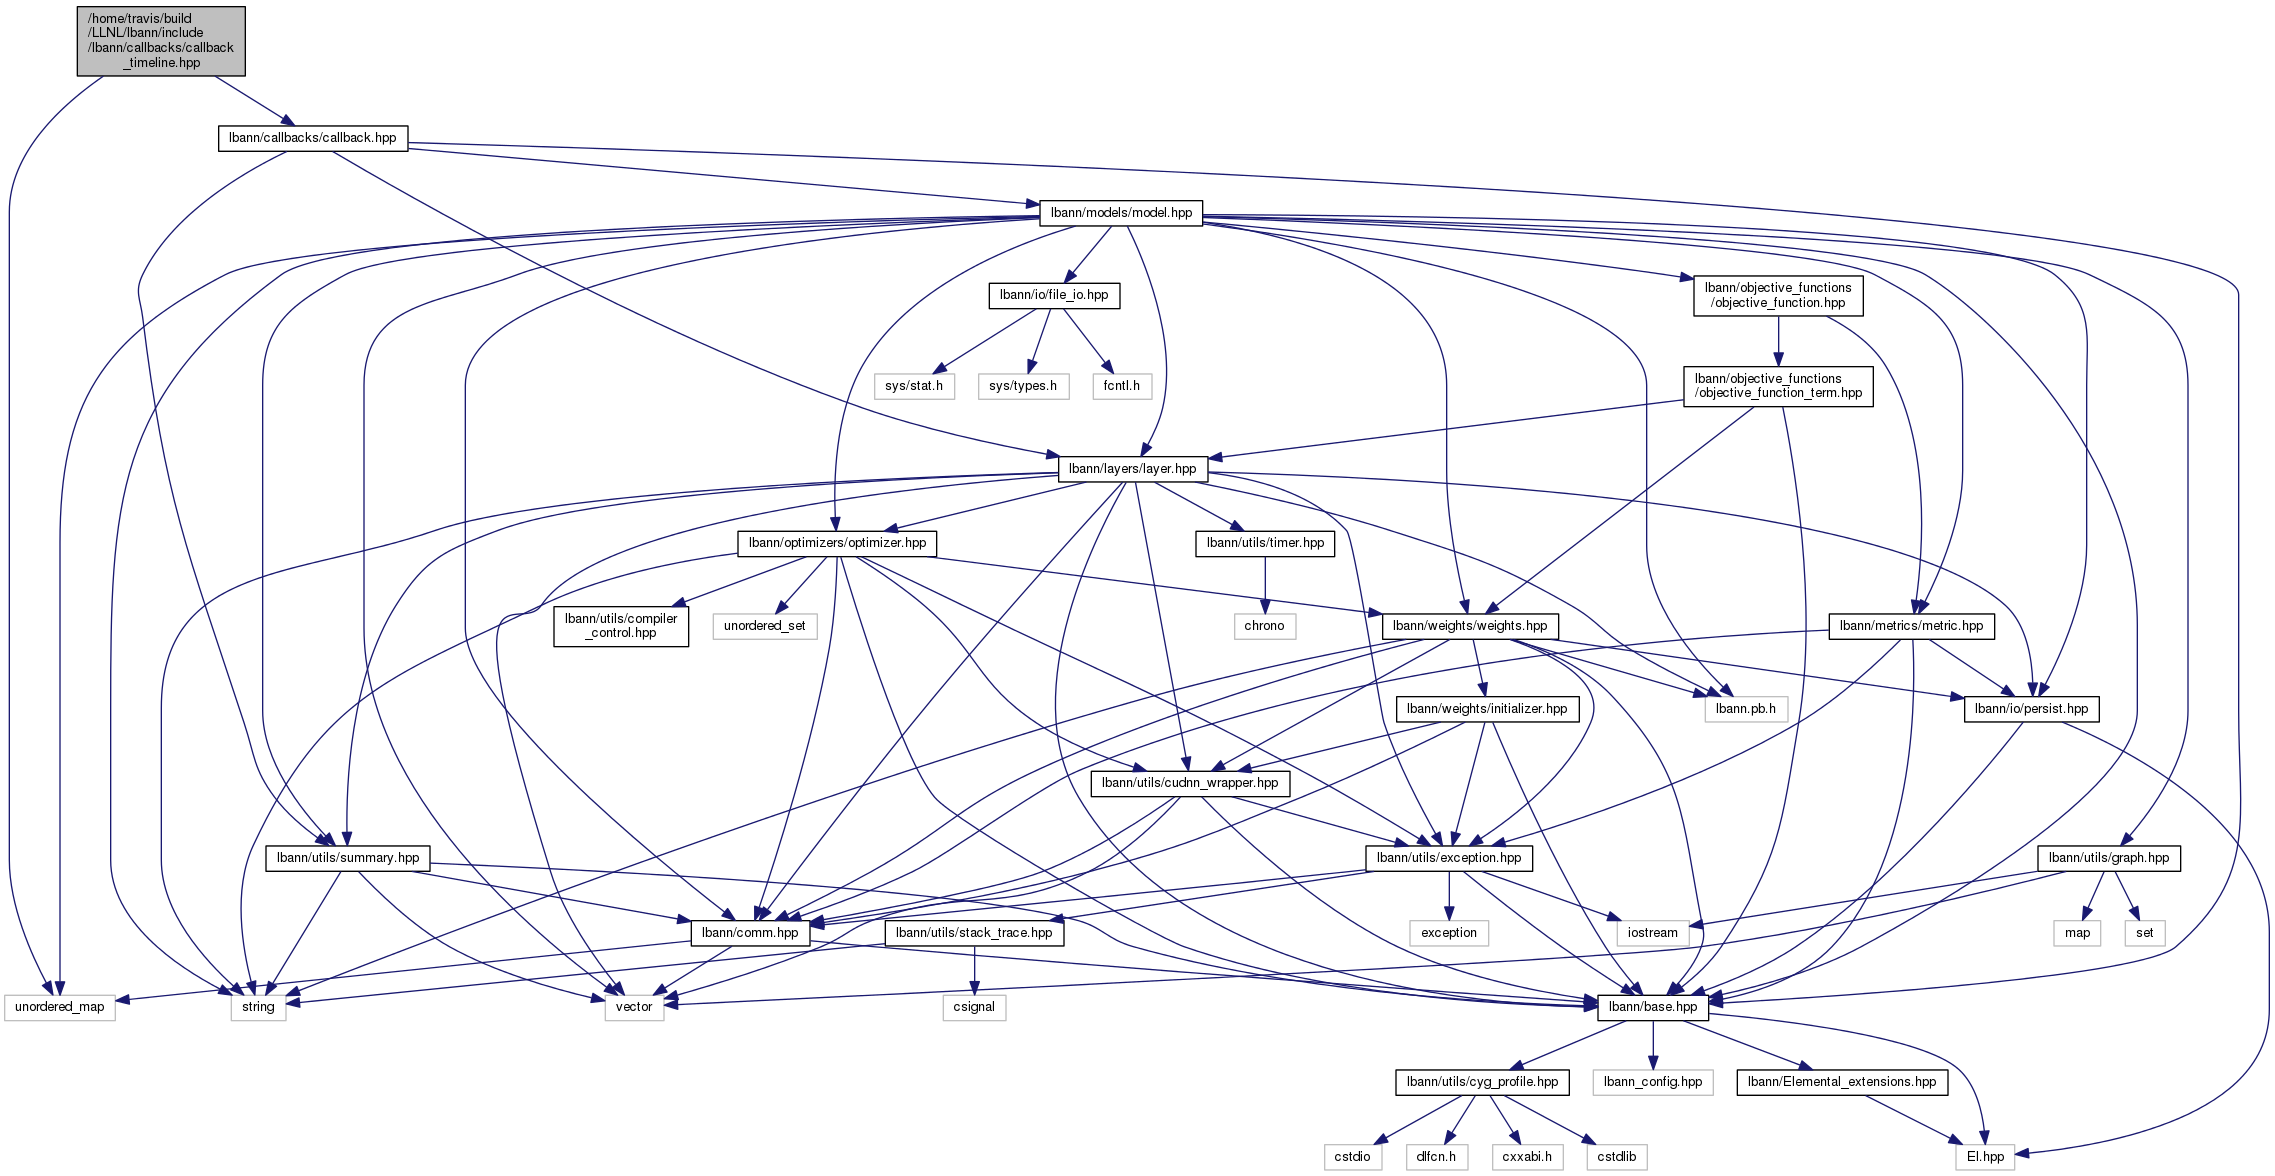 /home/travis/build
/LLNL/lbann/include
/lbann/callbacks/callback
_timeline.hpp
lbann/callbacks/callback.hpp
lbann/models/model.hpp
lbann/io/file_io.hpp
lbann/objective_functions
/objective_function.hpp
sys/stat.h
sys/types.h
fcntl.h
lbann/objective_functions
/objective_function_term.hpp
lbann/layers/layer.hpp
lbann/optimizers/optimizer.hpp
lbann/utils/timer.hpp
lbann/utils/compiler
_control.hpp
unordered_set
chrono
lbann/weights/weights.hpp
lbann/metrics/metric.hpp
lbann/weights/initializer.hpp
lbann.pb.h
lbann/io/persist.hpp
lbann/utils/cudnn_wrapper.hpp
lbann/utils/summary.hpp
lbann/utils/exception.hpp
lbann/utils/graph.hpp
lbann/comm.hpp
lbann/utils/stack_trace.hpp
exception
iostream
map
set
unordered_map
string
vector
csignal
lbann/base.hpp
lbann/utils/cyg_profile.hpp
lbann_config.hpp
lbann/Elemental_extensions.hpp
cstdio
dlfcn.h
cxxabi.h
cstdlib
El.hpp